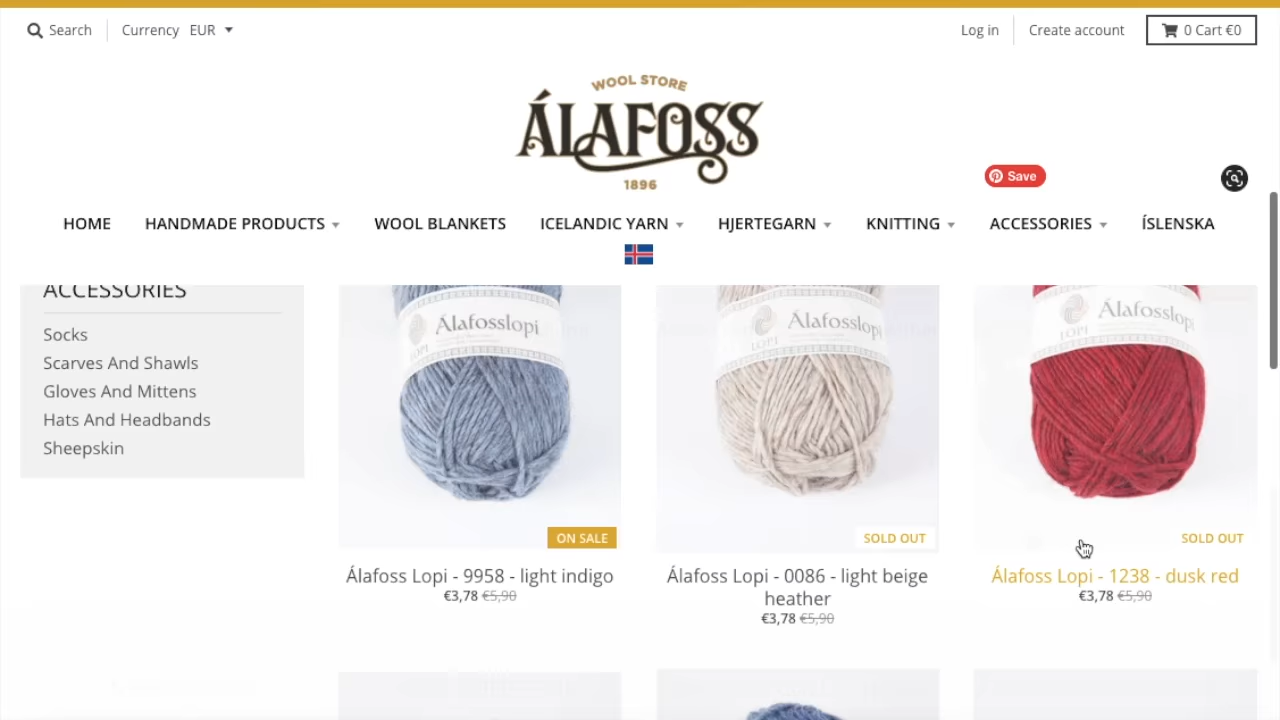 Search
Currency EUR
Log in
Create account
0 Cart €0
WOOL STORE
ÁLAFOSS
1896
Save
HOME
HANDMADE PRODUCTS
WOOL BLANKETS
ICELANDIC YARN
HJERTEGARN
KNITTING
ACCESSORIES
ÍSLENSKA
ACCESSORIES
Socks
Scarves And Shawls
Gloves And Mittens
Hats And Headbands
Sheepskin
Álafosslopi
LOPI
ON SALE
Álafoss Lopi - 9958 - light indigo
€3,78 €5,90
Álafosslopi
LOPI
SOLD OUT
Álafoss Lopi - 0086 - light beige
heather
€3,78 €5,90
Álafosslopi
LOPI
SOLD OUT
Álafoss Lopi - 1238 - dusk red
€3,78 €5,90